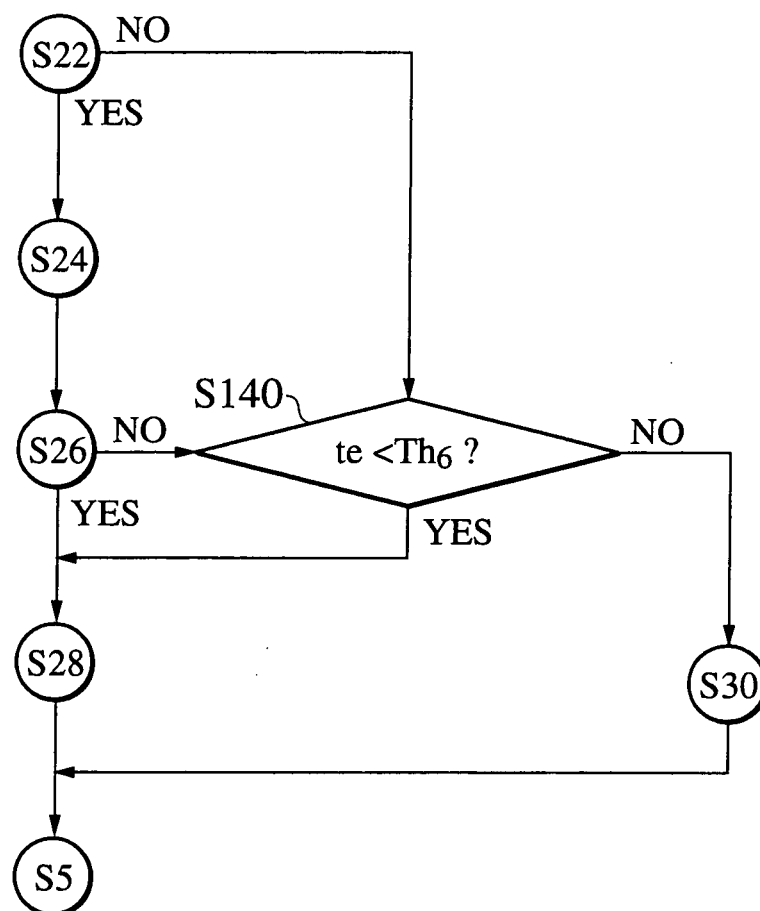 S22
NO
YES
S24
S140
S26
NO
te <Th6 ?
NO
YES
YES
S28
S30
S5